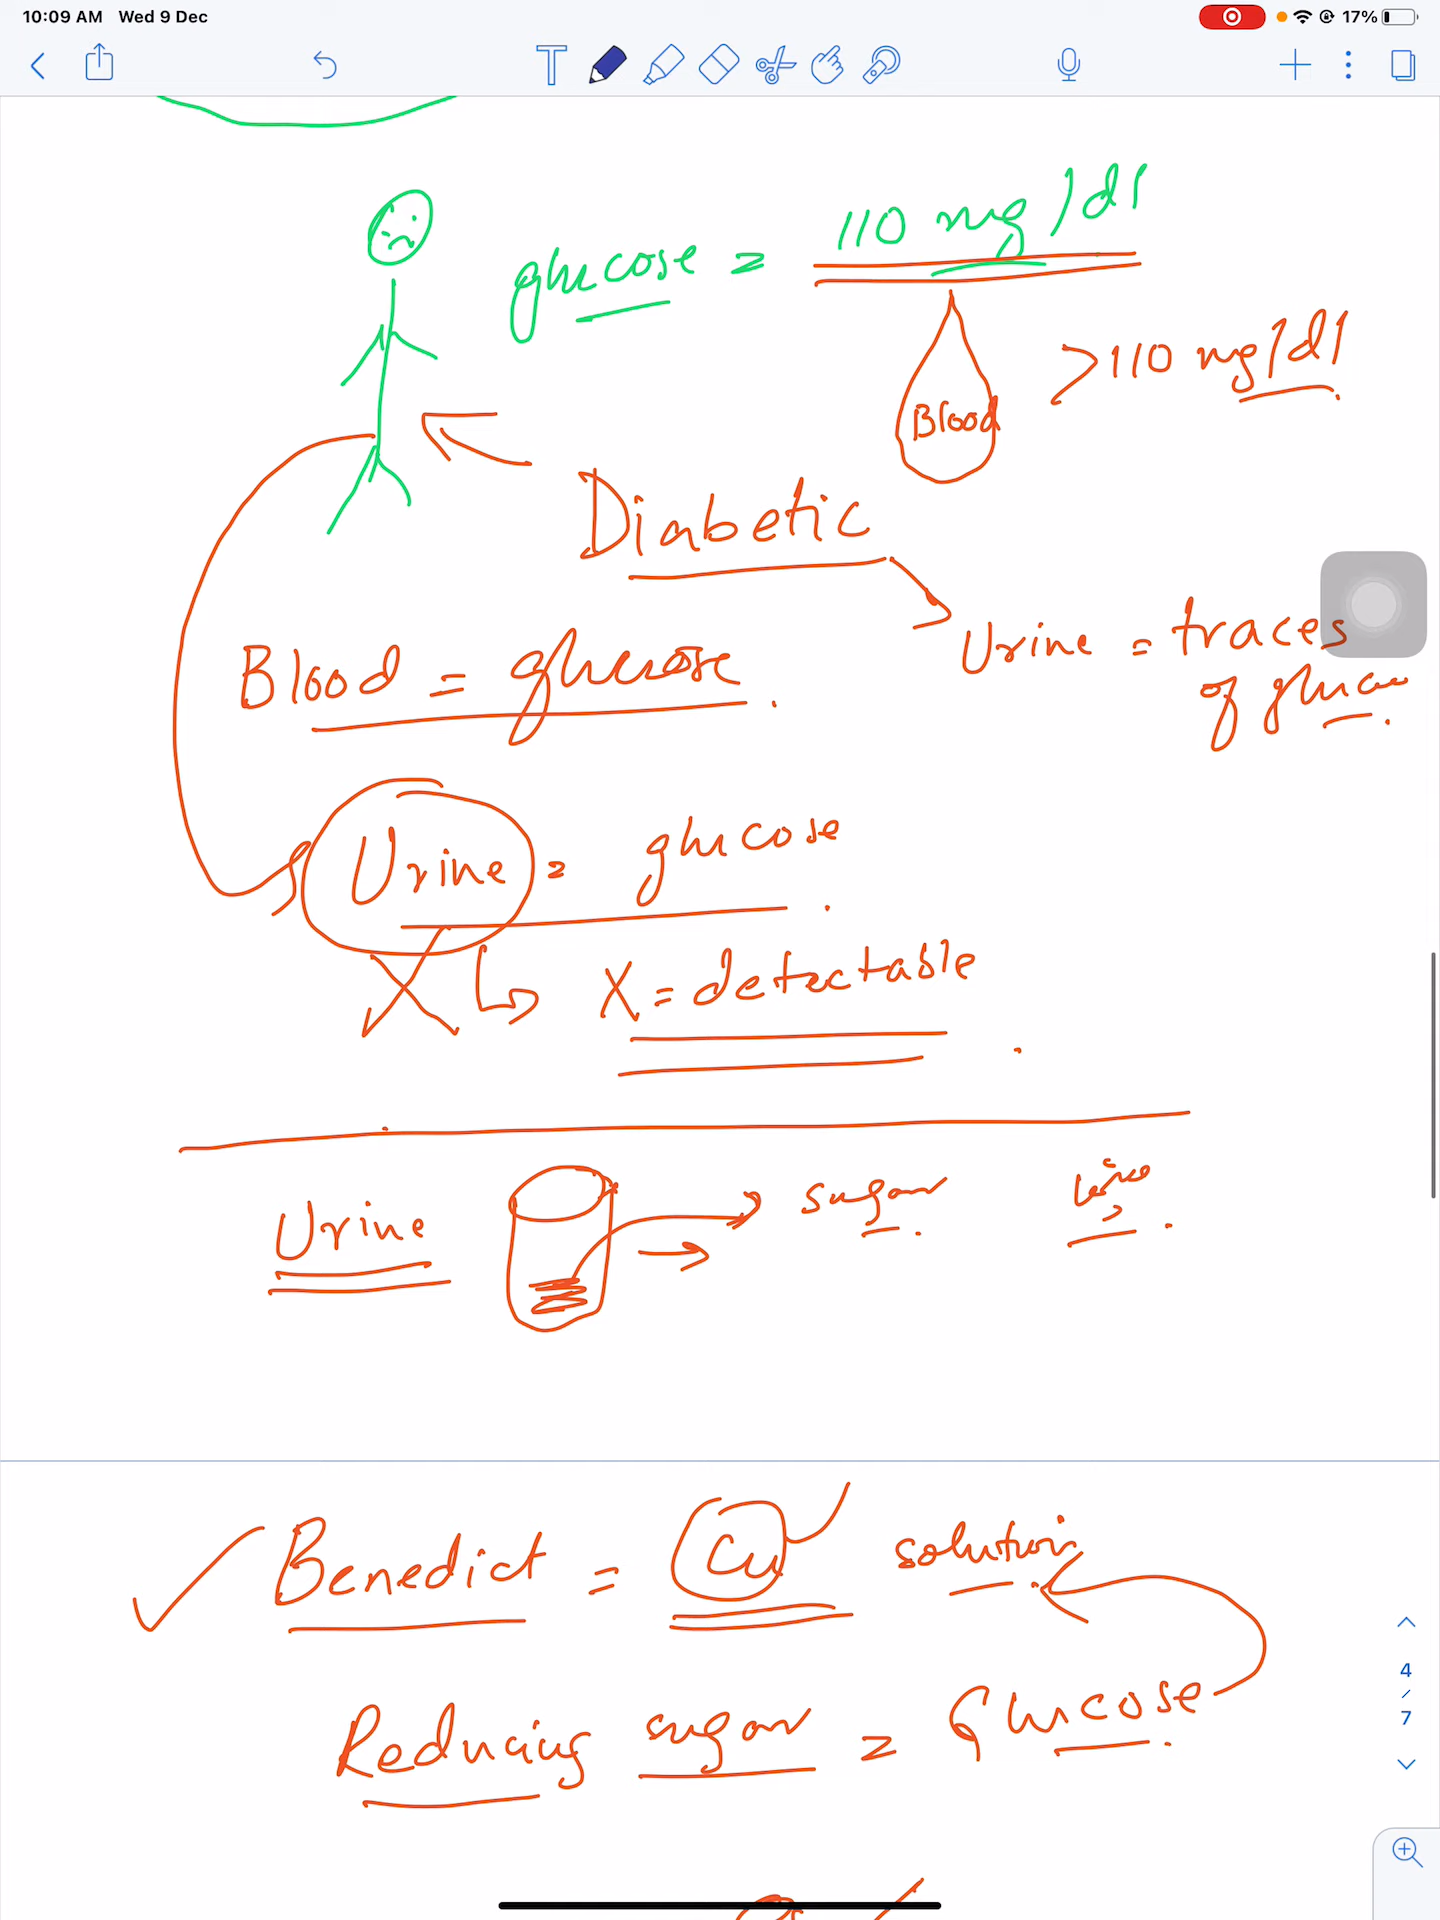 10:09 AM Wed 9 Dec
17%
T
glucose = 110 mg/dl
>110 mg/dl
Blood
Diabetic
Urine = traces
of
Blood = glucose.
Urine = glucose.
X = detectable.
Urine
sugar.
Benedict = Cu solution
Reducing sugar = Glucose.
4
/
7